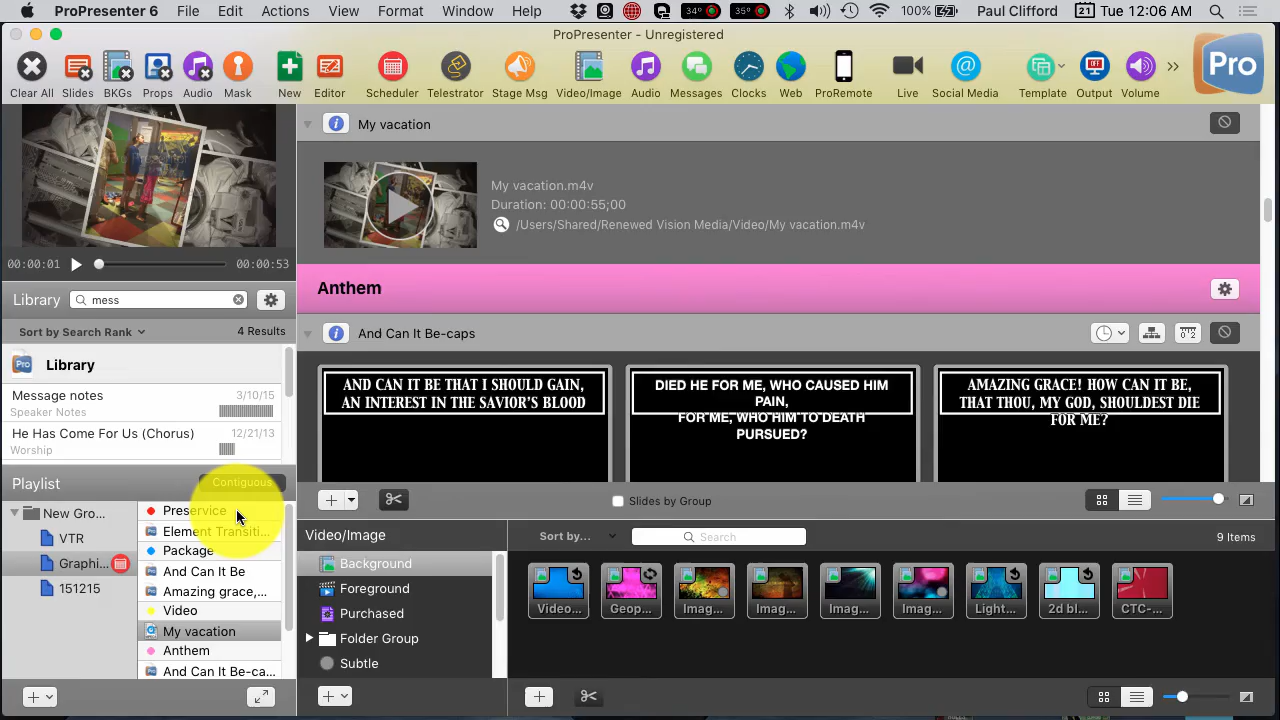 ProPresenter 6 File Edit Actions View Format Window Help 34° 35° 100% Paul Clifford 21 Tue 12:06 AM
ProPresenter - Unregistered
Clear All Slides BKGs Props Audio Mask New Editor Scheduler Telestrator Stage Msg Video/Image Audio Messages Clocks Web ProRemote Live Social Media Template Output Volume
Pro
OFF
My vacation
My vacation.m4v
Duration: 00:00:55;00
/Users/Shared/Renewed Vision Media/Video/My vacation.m4v
00:00:01 00:00:53
Library mess
Sort by Search Rank 4 Results
Pro Library
Message notes 3/10/15
Speaker Notes
He Has Come For Us (Chorus) 12/21/13
Worship
Anthem
And Can It Be-caps
AND CAN IT BE THAT I SHOULD GAIN,
AN INTEREST IN THE SAVIOR'S BLOOD
DIED HE FOR ME, WHO CAUSED HIM
PAIN,
FOR ME, WHO HIM TO DEATH
PURSUED?
AMAZING GRACE! HOW CAN IT BE,
THAT THOU, MY GOD, SHOULDEST DIE
FOR ME?
Slides by Group
Playlist Contiguous
New Gro...
VTR
Graphi...
151215
Preservice
Element Transiti...
Package
And Can It Be
Amazing grace,...
Video
My vacation
Anthem
And Can It Be-ca...
Video/Image
Background
Foreground
Purchased
Folder Group
Subtle
Sort by... Search 9 Items
Video... Geop... Imag... Imag... Imag... Imag... Light... 2d bl... CTC-...